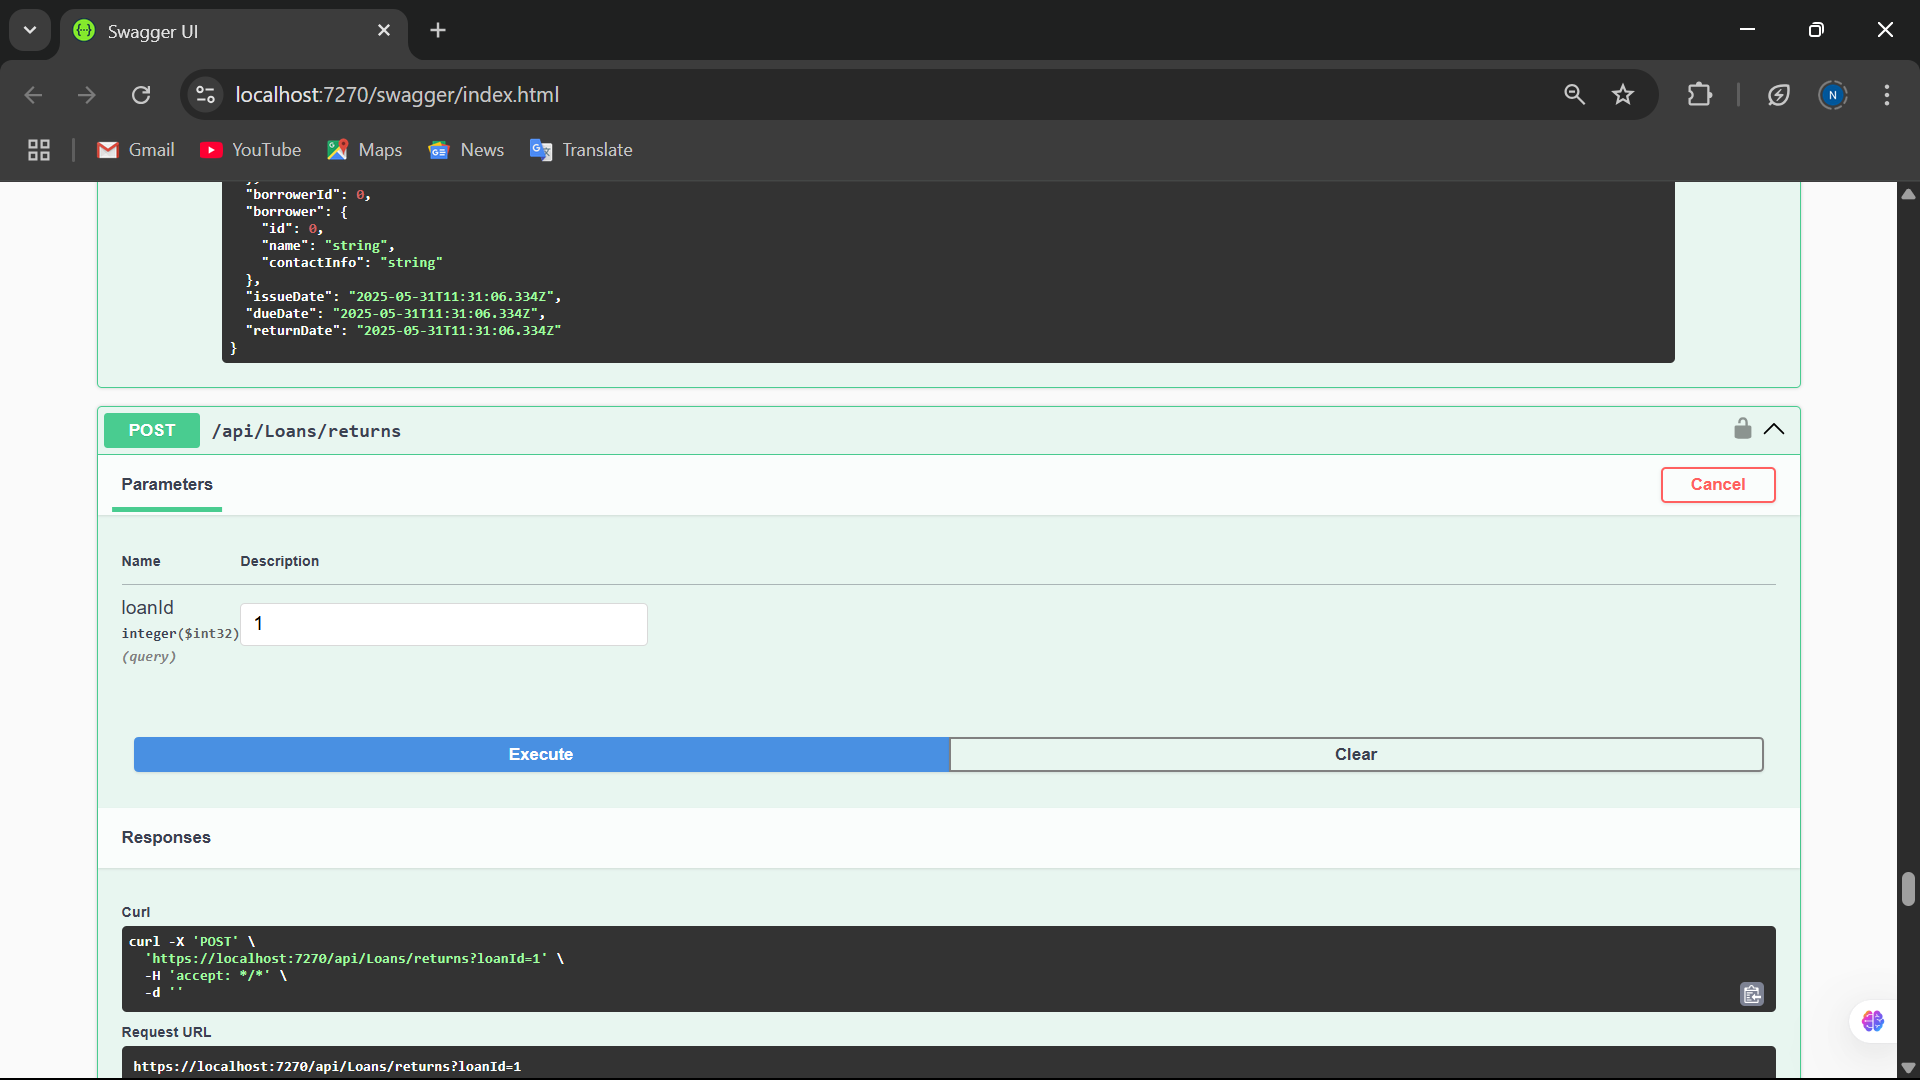 Swagger UI
localhost:7270/swagger/index.html
N
Gmail
YouTube
Maps
News
Translate
"borrowerId": 0,
"borrower": {
"id": 0,
"name": "string",
"contactInfo": "string"
},
"issueDate": "2025-05-31T11:31:06.334Z",
"dueDate": "2025-05-31T11:31:06.334Z",
"returnDate": "2025-05-31T11:31:06.334Z"
}
POST /api/Loans/returns
Parameters
Cancel
Name Description
loanId
integer($int32)
(query)
1
Execute
Clear
Responses
Curl
curl -X 'POST' \
'https://localhost:7270/api/Loans/returns?loanId=1' \
-H 'accept: */*' \
-d ''
Request URL
https://localhost:7270/api/Loans/returns?loanId=1